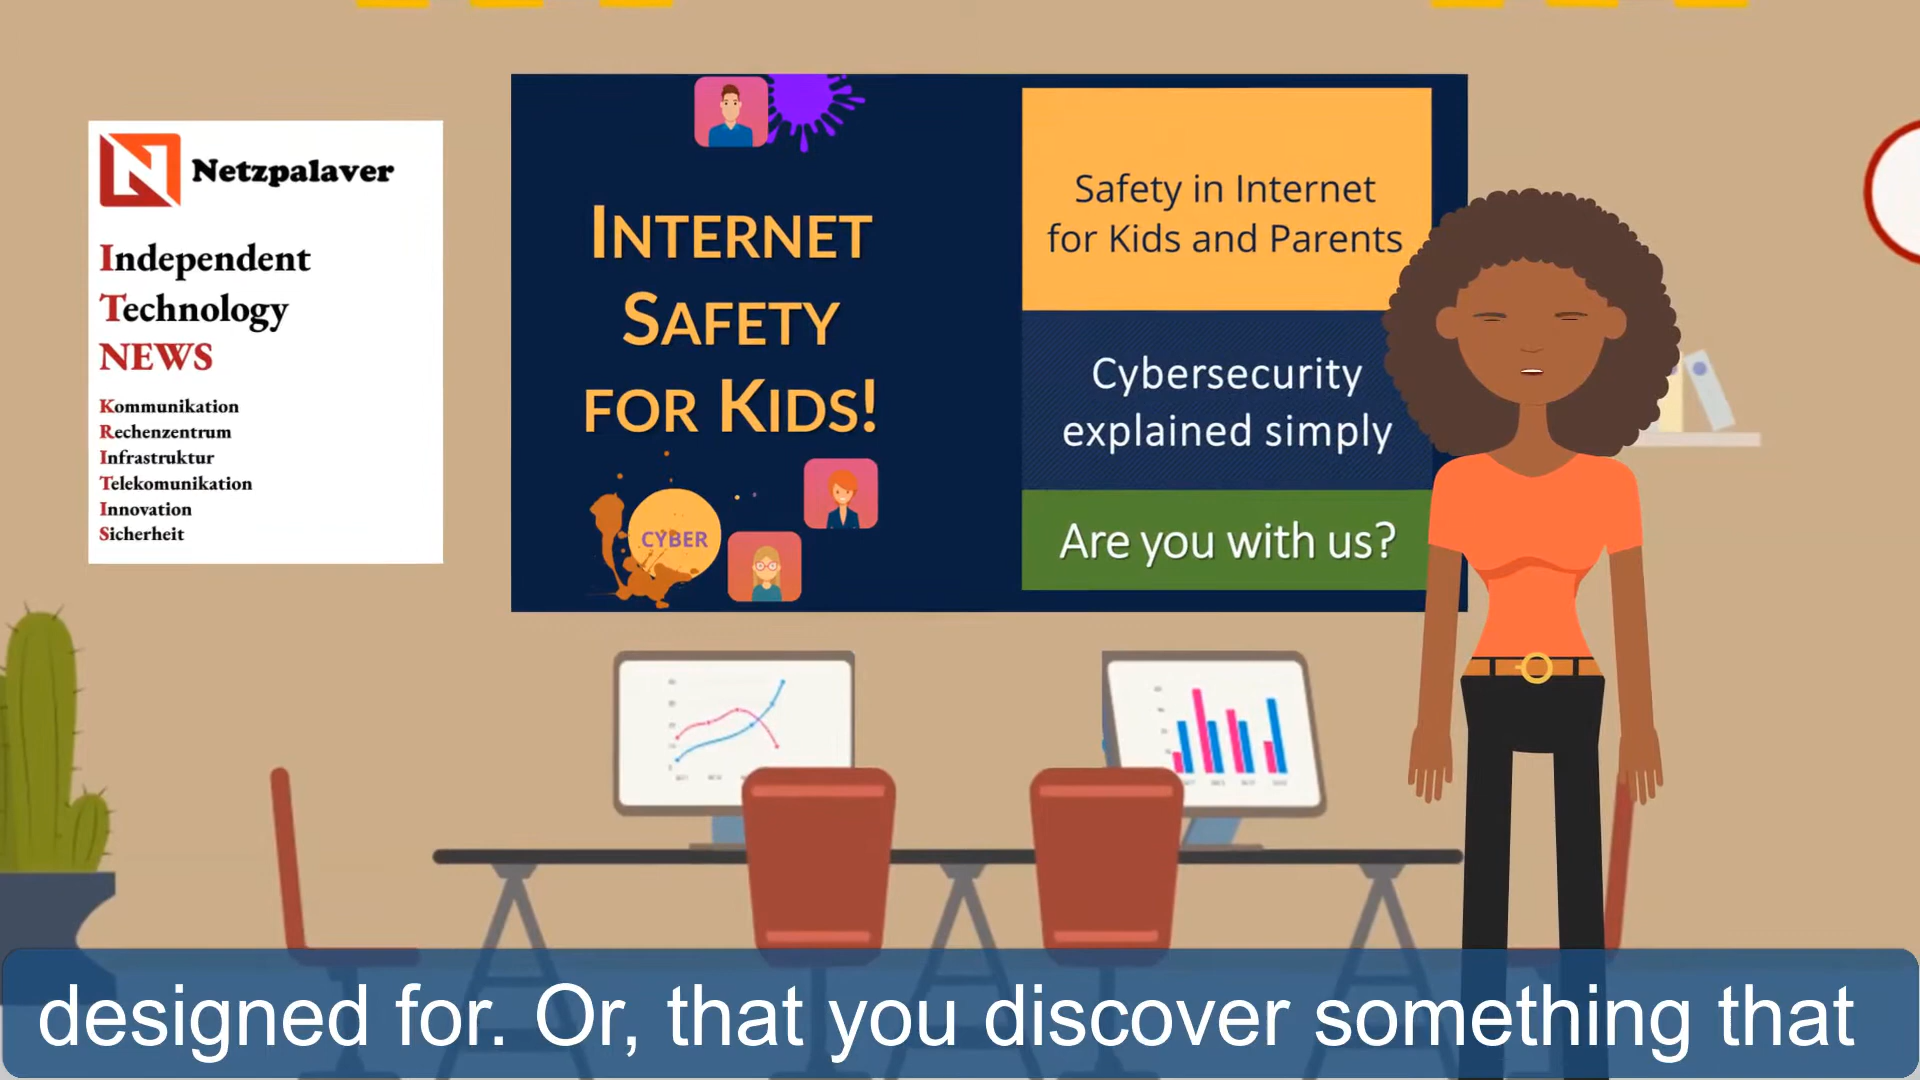 Netzpalaver
Independent
Technology
NEWS
Kommunikation
Rechenzentrum
Infrastruktur
Telekomunikation
Innovation
Sicherheit
INTERNET
SAFETY
FOR KIDS!
CYBER
Safety in Internet
for Kids and Parents
Cybersecurity
explained simply
Are you with us?
designed for. Or, that you discover something that